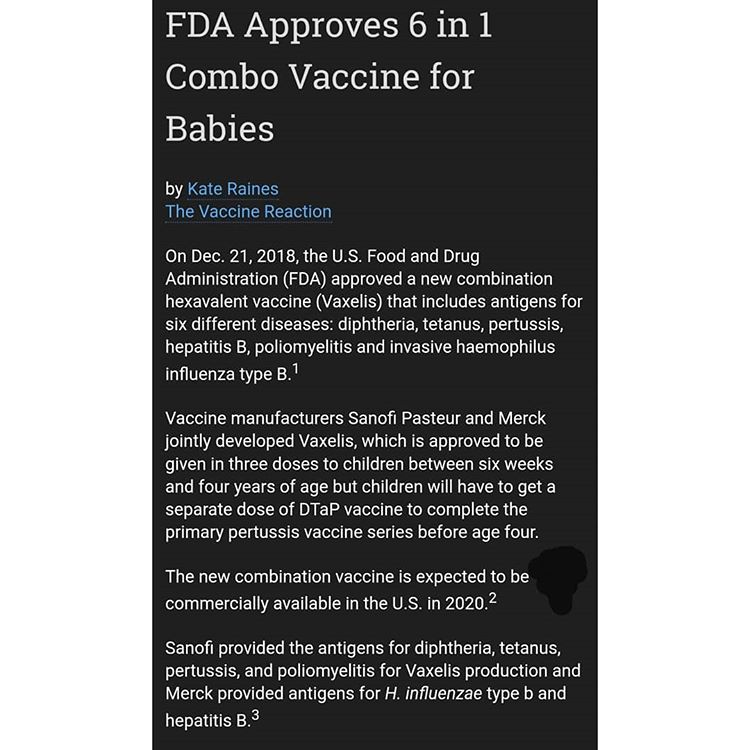 FDA Approves 6 in 1
Combo Vaccine for
Babies
by Kate Raines
The Vaccine Reaction
On Dec. 21, 2018, the U.S. Food and Drug
Administration (FDA) approved a new combination
hexavalent vaccine (Vaxelis) that includes antigens for
six different diseases: diphtheria, tetanus, pertussis,
hepatitis B, poliomyelitis and invasive haemophilus
influenza type B.1
Vaccine manufacturers Sanofi Pasteur and Merck
jointly developed Vaxelis, which is approved to be
given in three doses to children between six weeks
and four years of age but children will have to get a
separate dose of DTaP vaccine to complete the
primary pertussis vaccine series before age four.
The new combination vaccine is expected to be
commercially available in the U.S. in 2020.2
Sanofi provided the antigens for diphtheria, tetanus,
pertussis, and poliomyelitis for Vaxelis production and
Merck provided antigens for H. influenzae type b and
hepatitis B.3